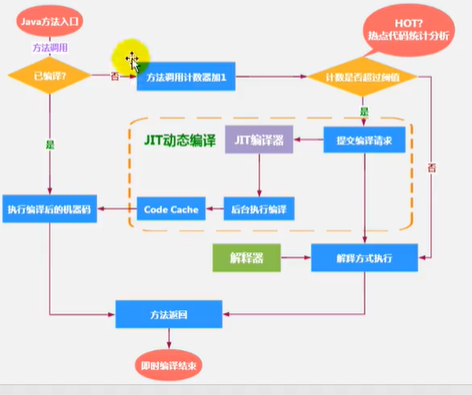 Java方法入口
HOT?
热点代码统计分析
方法调用
已编译?
否
方法调用计数器加1
计数是否超过阀值
是
JIT动态编译
JIT编译器
提交编译请求
是
否
执行编译后的机器码
Code Cache
后台执行编译
解释器
解释方式执行
方法返回
即时编译结束